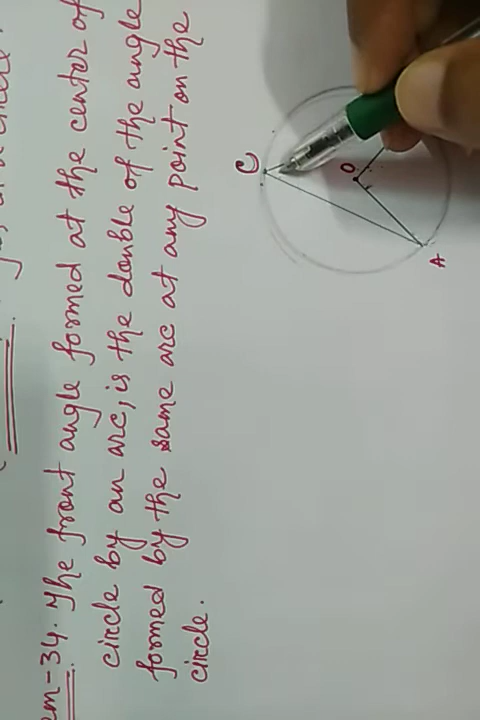 em-34. The front angle formed at the center of
circle by an arc, is the double of the angle
formed by the same arc at any point on the
circle.
C
O
A